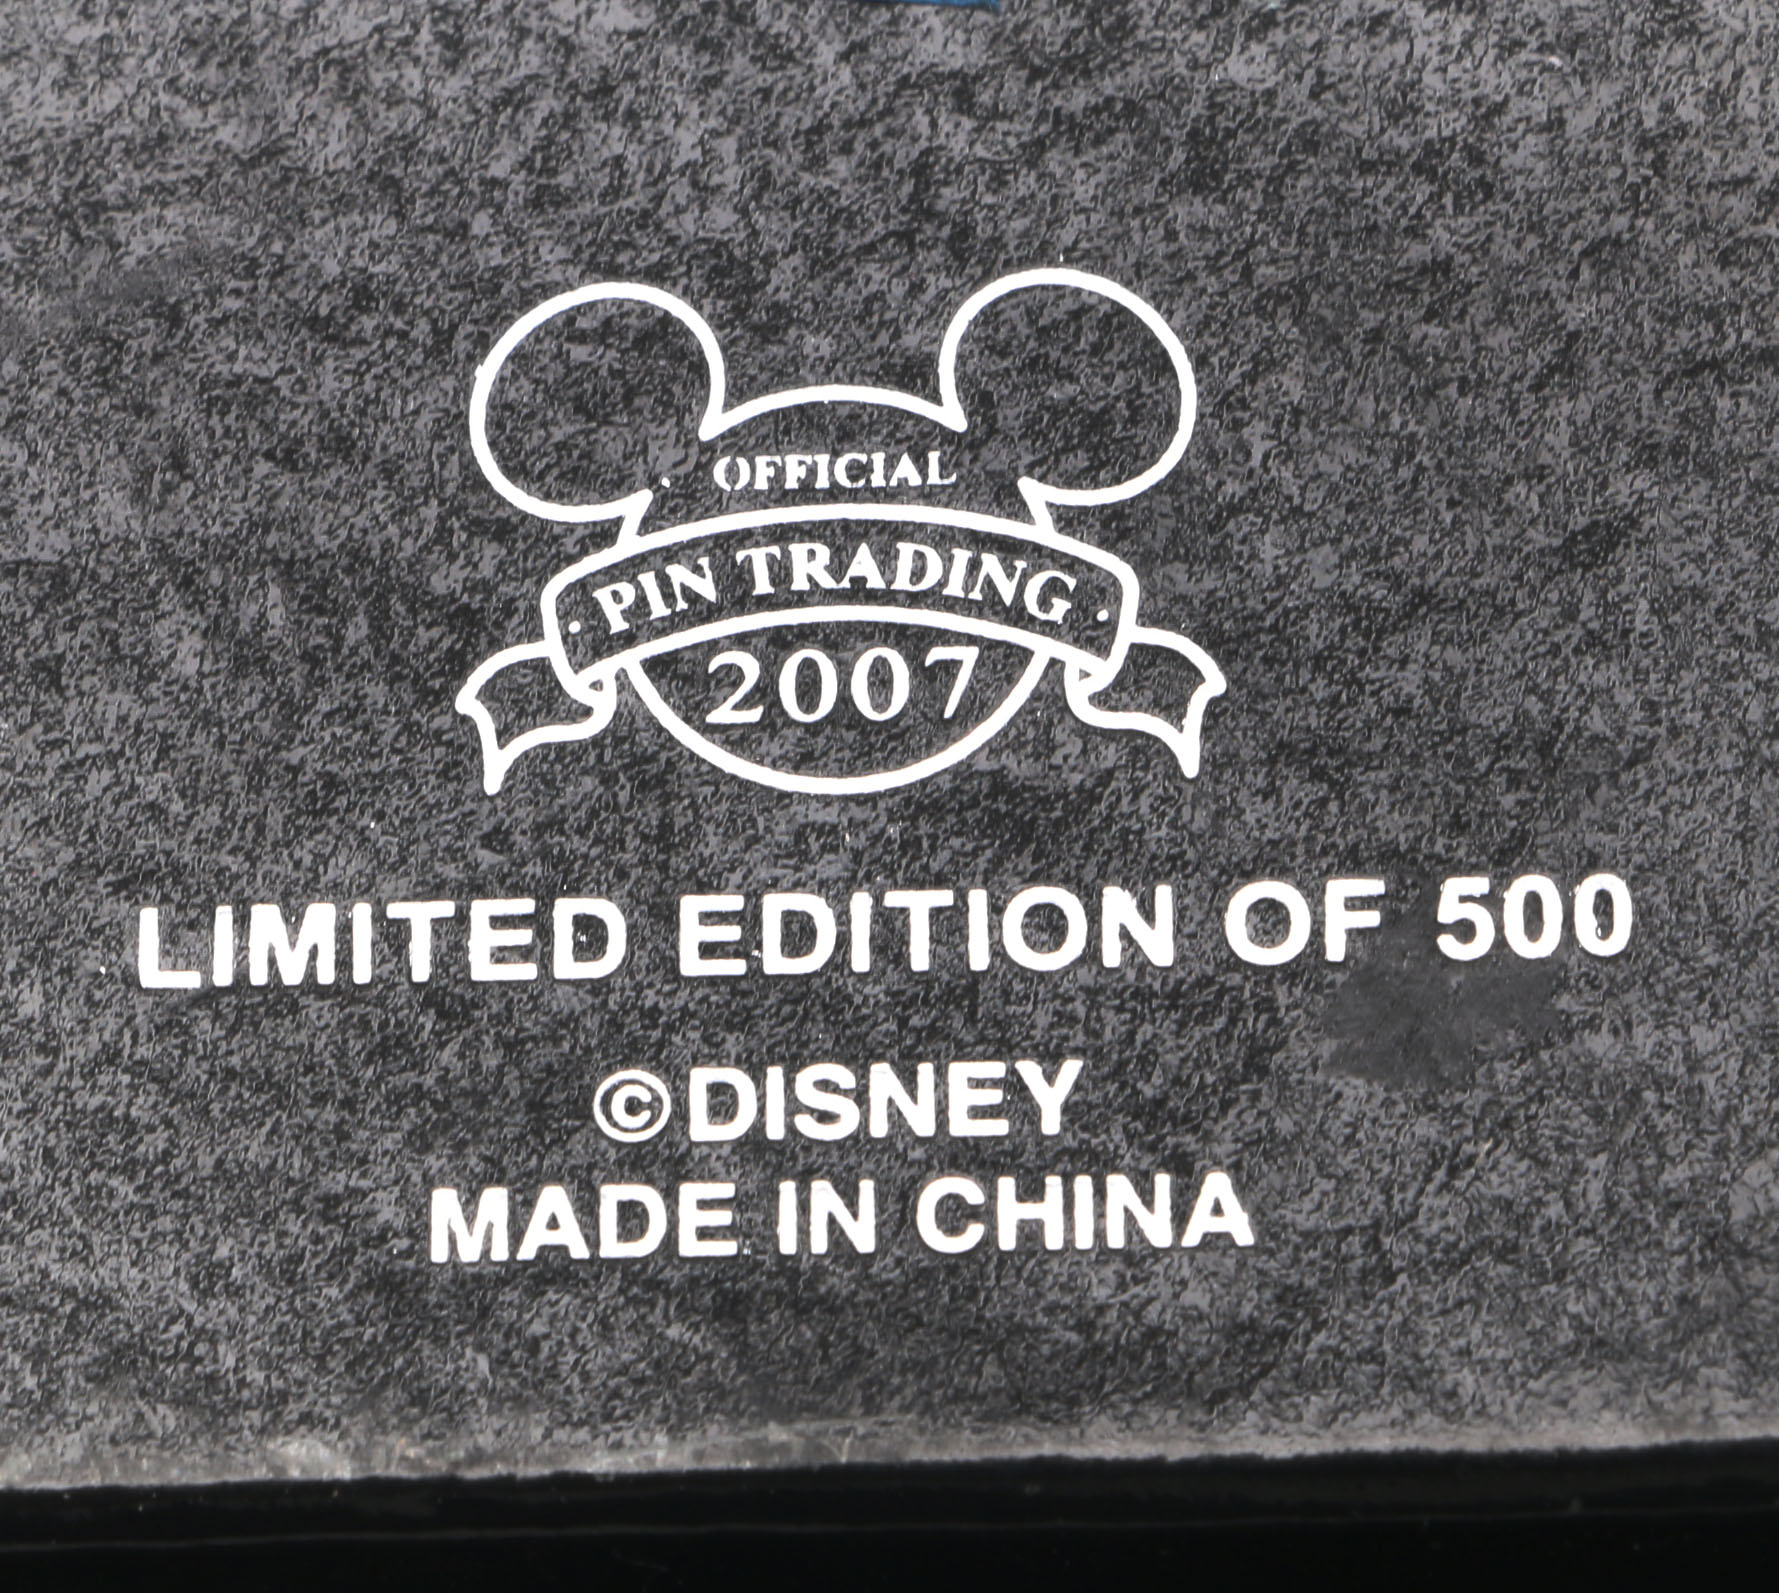 OFFICIAL
· PIN TRADING ·
2007
LIMITED EDITION OF 500
©DISNEY
MADE IN CHINA